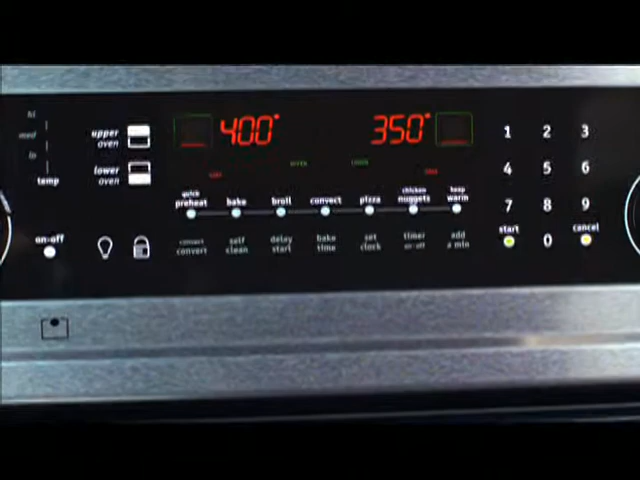 hi
med
lo
temp
upper
oven
lower
oven
on-off
400°
350°
quick
preheat
bake
broil
convect
pizza
chicken
nuggets
keep
warm
convect
convert
self
clean
delay
start
bake
time
set
clock
timer
on-off
add
a min
1 2 3
4 5 6
7 8 9
start
0
cancel